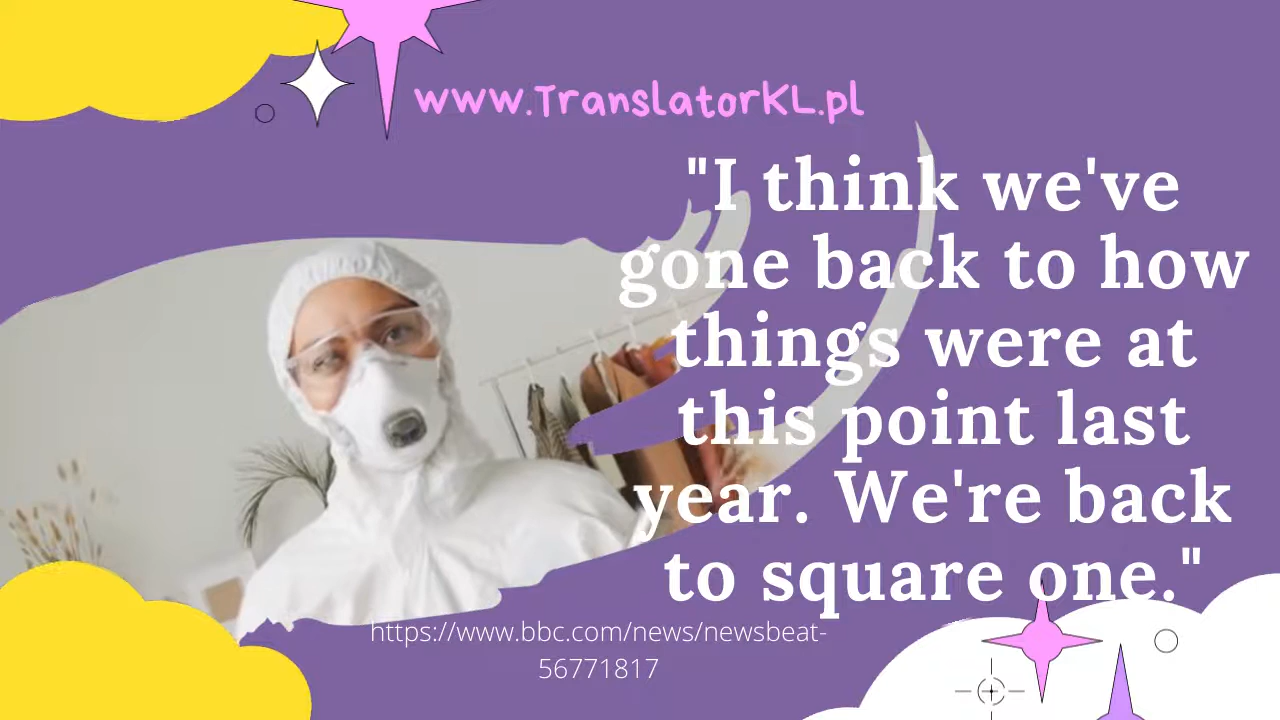 www.TranslatorKL.pl
"I think we've
gone back to how
things were at
this point last
year. We're back
to square one."
https://www.bbc.com/news/newsbeat-
56771817